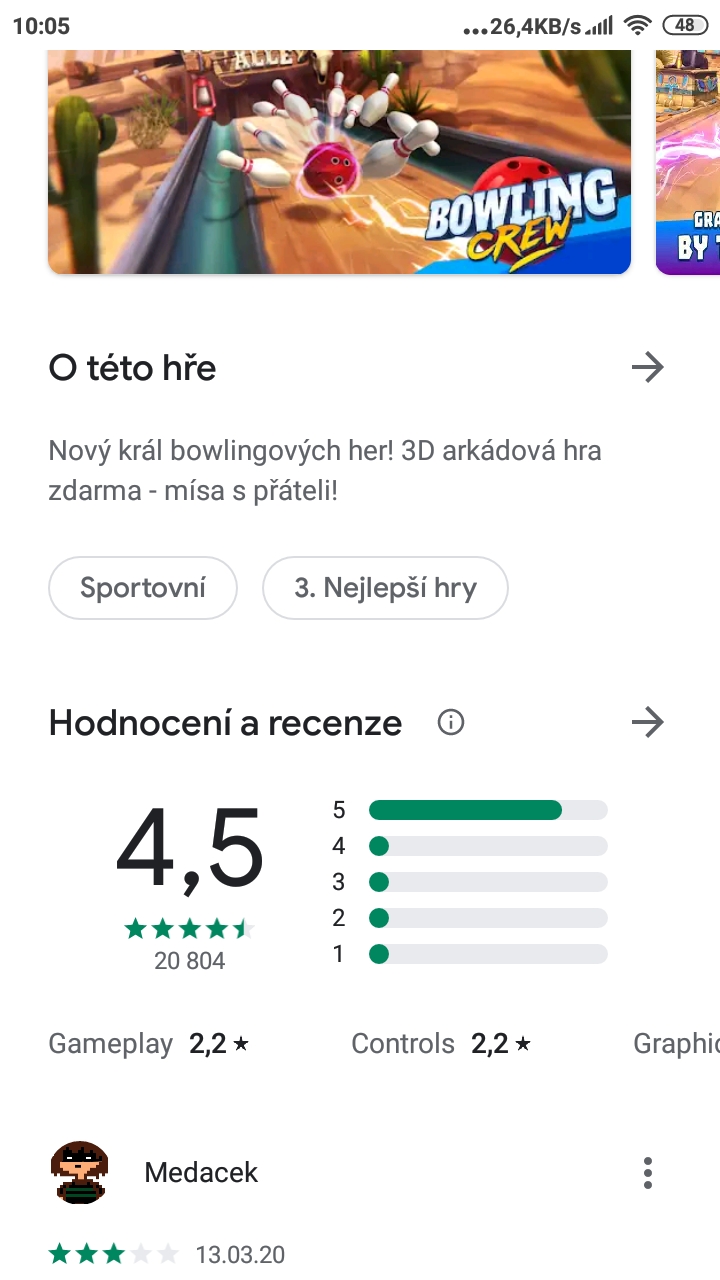 10:05
...26,4KB/s
48
ALLEY
BOWLING
CREW
BY
O této hře
Nový král bowlingových her! 3D arkádová hra
zdarma - mísa s přáteli!
Sportovní
3. Nejlepší hry
Hodnocení a recenze
4,5
20 804
5
4
3
2
1
Gameplay 2,2 ★
Controls 2,2 ★
Graphic
Medacek
13.03.20